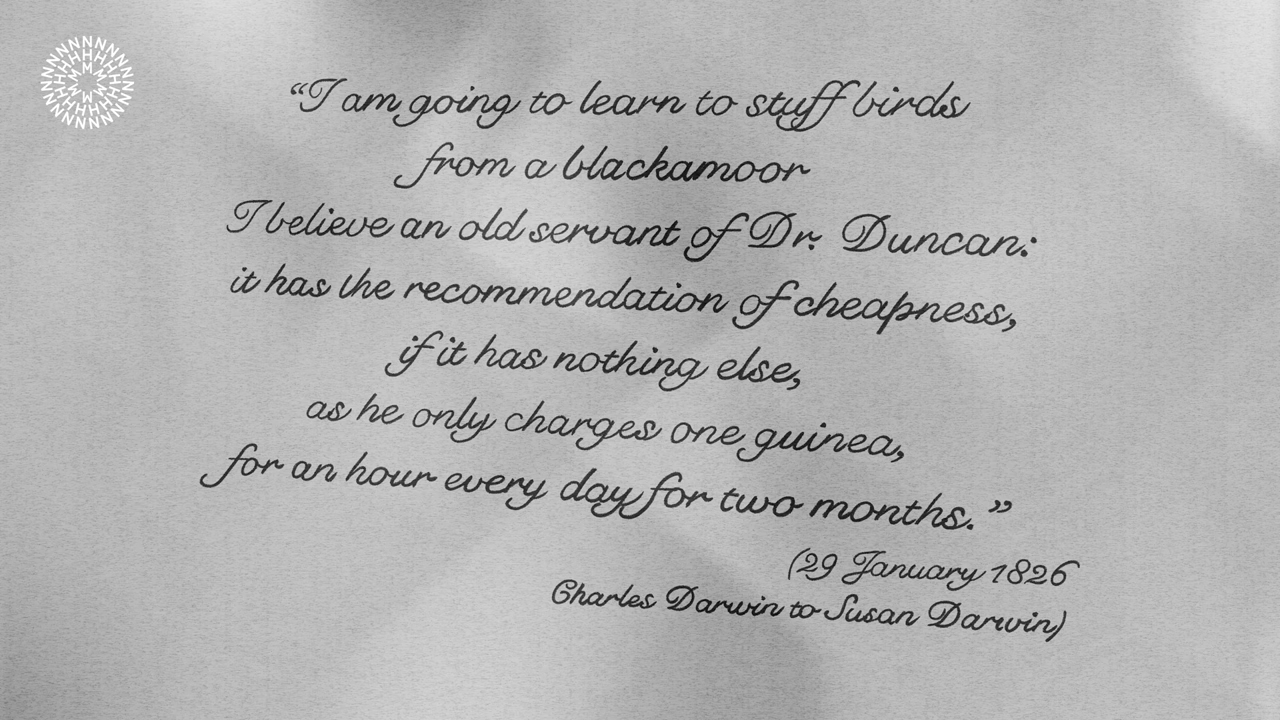 “I am going to learn to stuff birds
from a blackamoor
I believe an old servant of Dr. Duncan:
it has the recommendation of cheapness,
if it has nothing else,
as he only charges one guinea,
for an hour every day for two months.”
(29 January 1826
Charles Darwin to Susan Darwin)